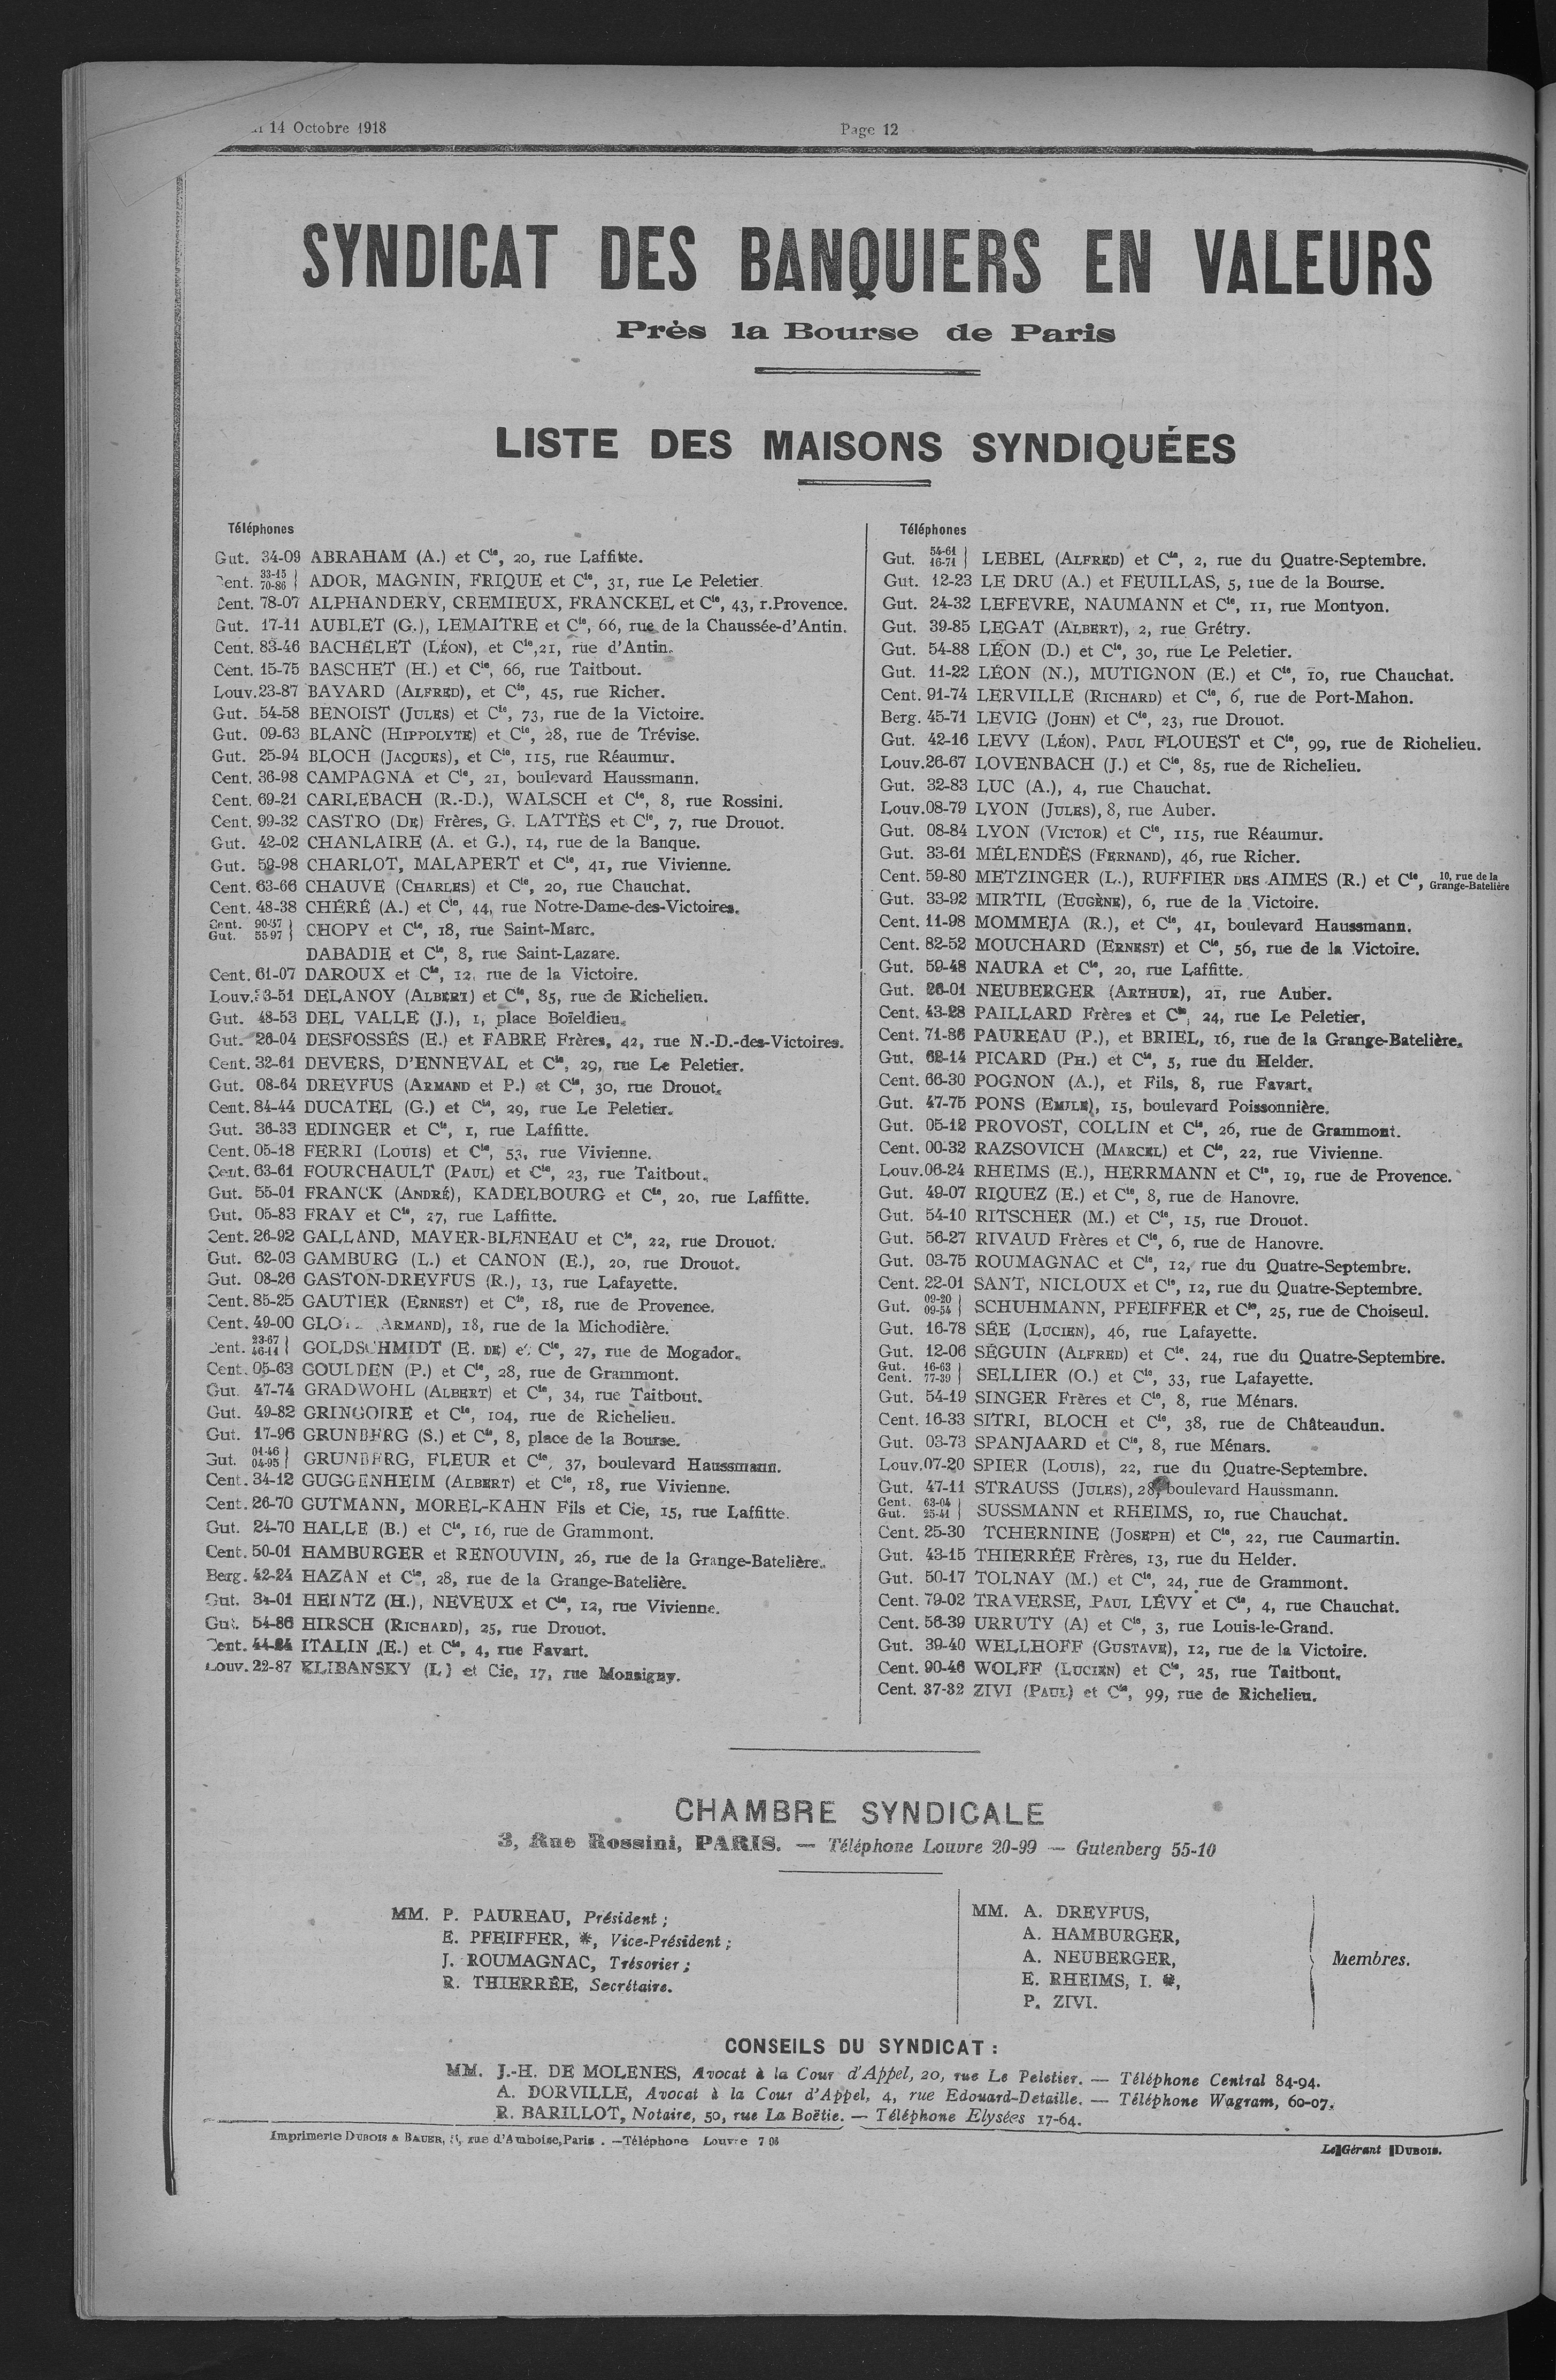 14 Octobre 1918
Page 12
SYNDICAT DES BANQUIERS EN VALEURS
Près la Bourse de Paris
LISTE DES MAISONS SYNDIQUÉES
Téléphones
Gut. 34-09 ABRAHAM (A.) et Cie, 20, rue Laffitte.
Cent. 33-15 70-86 } ADOR, MAGNIN, FRIQUE et Cie, 31, rue Le Peletier.
Cent. 78-07 ALPHANDERY, CREMIEUX, FRANCKEL et Cie, 43, r.Provence.
Gut. 17-11 AUBLET (G.), LEMAITRE et Cie, 66, rue de la Chaussée-d'Antin.
Cent. 83-46 BACHELET (LÉON), et Cie, 21, rue d'Antin.
Cent. 15-75 BASCHET (H.) et Cie, 66, rue Taitbout.
Louv. 23-87 BAYARD (ALFRED), et Cie, 45, rue Richer.
Gut. 54-58 BENOIST (JULES) et Cie, 73, rue de la Victoire.
Gut. 09-63 BLANC (HIPPOLYTE) et Cie, 28, rue de Trévise.
Gut. 25-94 BLOCH (JACQUES), et Cie, 115, rue Réaumur.
Cent. 36-98 CAMPAGNA et Cie, 21, boulevard Haussmann.
Cent. 69-21 CARLEBACH (R.-D.), WALSCH et Cie, 8, rue Rossini.
Cent. 99-32 CASTRO (DE) Frères, G. LATTÈS et Cie, 7, rue Drouot.
Gut. 42-02 CHANLAIRE (A. et G.), 14, rue de la Banque.
Gut. 59-98 CHARLOT, MALAPERT et Cie, 41, rue Vivienne.
Cent. 63-66 CHAUVE (CHARLES) et Cie, 20, rue Chauchat.
Cent. 48-38 CHÉRÉ (A.) et Cie, 44, rue Notre-Dame-des-Victoires.
Cent. 90-37 Gut. 55-97 } CHOPY et Cie, 18, rue Saint-Marc.
DABADIE et Cie, 8, rue Saint-Lazare.
Cent. 61-07 DAROUX et Cie, 12, rue de la Victoire.
Louv. 3-51 DELANOY (ALBERT) et Cie, 85, rue de Richelieu.
Gut. 48-53 DEL VALLE (J.), 1, place Boïeldieu.
Gut. 26-04 DESFOSSÉS (E.) et FABRE Frères, 42, rue N.-D.-des-Victoires.
Cent. 32-61 DEVERS, D'ENNEVAL et Cie, 29, rue Le Peletier.
Gut. 08-64 DREYFUS (ARMAND et P.) et Cie, 30, rue Drouot.
Cent. 84-44 DUCATEL (G.) et Cie, 29, rue Le Peletier.
Gut. 36-33 EDINGER et Cie, 1, rue Laffitte.
Cent. 05-18 FERRI (LOUIS) et Cie, 53, rue Vivienne.
Cent. 63-61 FOURCHAULT (PAUL) et Cie, 23, rue Taitbout.
Gut. 55-01 FRANCK (ANDRÉ), KADELBOURG et Cie, 20, rue Laffitte.
Gut. 05-83 FRAY et Cie, 27, rue Laffitte.
Cent. 26-92 GALLAND, MAYER-BLENEAU et Cie, 22, rue Drouot.
Gut. 62-03 GAMBURG (L.) et CANON (E.), 20, rue Drouot.
Gut. 08-26 GASTON-DREYFUS (R.), 13, rue Lafayette.
Cent. 85-25 GAUTIER (ERNEST) et Cie, 18, rue de Provence.
Cent. 49-00 ARMAND), 18, rue de la Michodière.
Cent. 23-67 46-14 } GOLDSCHMIDT (E. DE) et Cie, 27, rue de Mogador.
Cent. 05-63 GOULDEN (P.) et Cie, 28, rue de Grammont.
Gut. 47-74 GRADWOHL (ALBERT) et Cie, 34, rue Taitbout.
Gut. 49-82 GRINGOIRE et Cie, 104, rue de Richelieu.
Gut. 17-96 GRUNBERG (S.) et Cie, 8, place de la Bourse.
Gut. 01-46 04-95 } GRUNBERG, FLEUR et Cie, 37, boulevard Haussmann.
Cent. 34-12 GUGGENHEIM (ALBERT) et Cie, 18, rue Vivienne.
Cent. 26-70 GUTMANN, MOREL-KAHN Fils et Cie, 15, rue Laffitte.
Gut. 24-70 HALLE (B.) et Cie, 16, rue de Grammont.
Cent. 50-01 HAMBURGER et RENOUVIN, 26, rue de la Grange-Batelière.
Berg. 42-24 HAZAN et Cie, 28, rue de la Grange-Batelière.
Gut. 34-01 HEINTZ (H.), NEVEUX et Cie, 12, rue Vivienne.
Gut. 54-86 HIRSCH (RICHARD), 25, rue Drouot.
Cent. 44-84 ITALIN (E.) et Cie, 4, rue Favart.
Louv. 22-87 KLIBANSKY (L) et Cie, 17, rue Monsigny.
Téléphones
Gut. 54-61 16-71 } LEBEL (ALFRED) et Cie, 2, rue du Quatre-Septembre.
Gut. 12-23 LE DRU (A.) et FEUILLAS, 5, rue de la Bourse.
Gut. 24-32 LEFEVRE, NAUMANN et Cie, 11, rue Montyon.
Gut. 39-85 LEGAT (ALBERT), 2, rue Grétry.
Gut. 54-88 LÉON (D.) et Cie, 30, rue Le Peletier.
Gut. 11-22 LÉON (N.), MUTIGNON (E.) et Cie, 10, rue Chauchat.
Cent. 91-74 LERVILLE (RICHARD) et Cie, 6, rue de Port-Mahon.
Berg. 45-71 LEVIG (JOHN) et Cie, 23, rue Drouot.
Gut. 42-16 LEVY (LÉON), PAUL FLOUEST et Cie, 99, rue de Richelieu.
Louv. 26-67 LOVENBACH (J.) et Cie, 85, rue de Richelieu.
Gut. 32-83 LUC (A.), 4, rue Chauchat.
Louv. 08-79 LYON (JULES), 8, rue Auber.
Gut. 08-84 LYON (VICTOR) et Cie, 115, rue Réaumur.
Gut. 33-61 MÉLENDÈS (FERNAND), 46, rue Richer.
Cent. 59-80 METZINGER (L.), RUFFIER DES AIMES (R.) et Cie, 10, rue de la Grange-Batelière
Gut. 33-92 MIRTIL (EUGÈNE), 6, rue de la Victoire.
Cent. 11-98 MOMMEJA (R.), et Cie, 41, boulevard Haussmann.
Cent. 82-52 MOUCHARD (ERNEST) et Cie, 56, rue de la Victoire.
Gut. 59-48 NAURA et Cie, 20, rue Laffitte.
Gut. 26-01 NEUBERGER (ARTHUR), 21, rue Auber.
Cent. 43-28 PAILLARD Frères et Cie, 24, rue Le Peletier,
Cent. 71-86 PAUREAU (P.), et BRIEL, 16, rue de la Grange-Batelière.
Gut. 62-14 PICARD (PH.) et Cie, 5, rue du Helder.
Cent. 66-30 POGNON (A.), et Fils, 8, rue Favart.
Gut. 47-75 PONS (EMILE), 15, boulevard Poissonnière.
Gut. 05-12 PROVOST, COLLIN et Cie, 26, rue de Grammont.
Cent. 00-32 RAZSOVICH (MARCEL) et Cie, 22, rue Vivienne.
Louv. 06-24 RHEIMS (E.), HERRMANN et Cie, 19, rue de Provence.
Gut. 49-07 RIQUEZ (E.) et Cie, 8, rue de Hanovre.
Gut. 54-10 RITSCHER (M.) et Cie, 15, rue Drouot.
Gut. 56-27 RIVAUD Frères et Cie, 6, rue de Hanovre.
Gut. 03-75 ROUMAGNAC et Cie, 12, rue du Quatre-Septembre.
Cent. 22-01 SANT, NICLOUX et Cie, 12, rue du Quatre-Septembre.
Gut. 09-20 09-54 } SCHUHMANN, PFEIFFER et Cie, 25, rue de Choiseul.
Gut. 16-78 SÉE (LUCIEN), 46, rue Lafayette.
Gut. 12-06 SÉGUIN (ALFRED) et Cie. 24, rue du Quatre-Septembre.
Gut. 16-63 Cent. 77-39 } SELLIER (O.) et Cie, 33, rue Lafayette.
Gut. 54-19 SINGER Frères et Cie, 8, rue Ménars.
Cent. 16-33 SITRI, BLOCH et Cie, 38, rue de Châteaudun.
Gut. 03-73 SPANJAARD et Cie, 8, rue Ménars.
Louv. 07-20 SPIER (LOUIS), 22, rue du Quatre-Septembre.
Gut. 47-11 STRAUSS (JULES), 28, boulevard Haussmann.
Cent. 63-04 Gut. 25-41 } SUSSMANN et RHEIMS, 10, rue Chauchat.
Cent. 25-30 TCHERNINE (JOSEPH) et Cie, 22, rue Caumartin.
Gut. 43-15 THIERRÉE Frères, 13, rue du Helder.
Gut. 50-17 TOLNAY (M.) et Cie, 24, rue de Grammont.
Cent. 79-02 TRAVERSE, PAUL LÉVY et Cie, 4, rue Chauchat.
Cent. 56-39 URRUTY (A) et Cie, 3, rue Louis-le-Grand.
Gut. 39-40 WELLHOFF (GUSTAVE), 12, rue de la Victoire.
Cent. 90-46 WOLFF (LUCIEN) et Cie, 25, rue Taitbout.
Cent. 37-32 ZIVI (PAUL) et Cie, 99, rue de Richelieu.
CHAMBRE SYNDICALE
3, Rue Rossini, PARIS. — Téléphone Louvre 20-99 — Gutenberg 55-10
MM. P. PAUREAU, Président ;
E. PFEIFFER, *, Vice-Président ;
J. ROUMAGNAC, Trésorier ;
R. THIERRÉE, Secrétaire.
MM. A. DREYFUS,
A. HAMBURGER,
A. NEUBERGER,
E. RHEIMS, I. *,
P. ZIVI.
Membres.
CONSEILS DU SYNDICAT :
MM. J.-H. DE MOLENES, Avocat à la Cour d'Appel, 20, rue Le Peletier. — Téléphone Central 84-94.
A. DORVILLE, Avocat à la Cour d'Appel, 4, rue Edouard-Detaille. — Téléphone Wagram, 60-07.
R. BARILLOT, Notaire, 50, rue La Boëtie. — Téléphone Elysées 17-64.
Imprimerie DUBOIS & BAUER, rue d'Amboise, Paris. — Téléphone Louvre
Le Gérant DUBOIS.